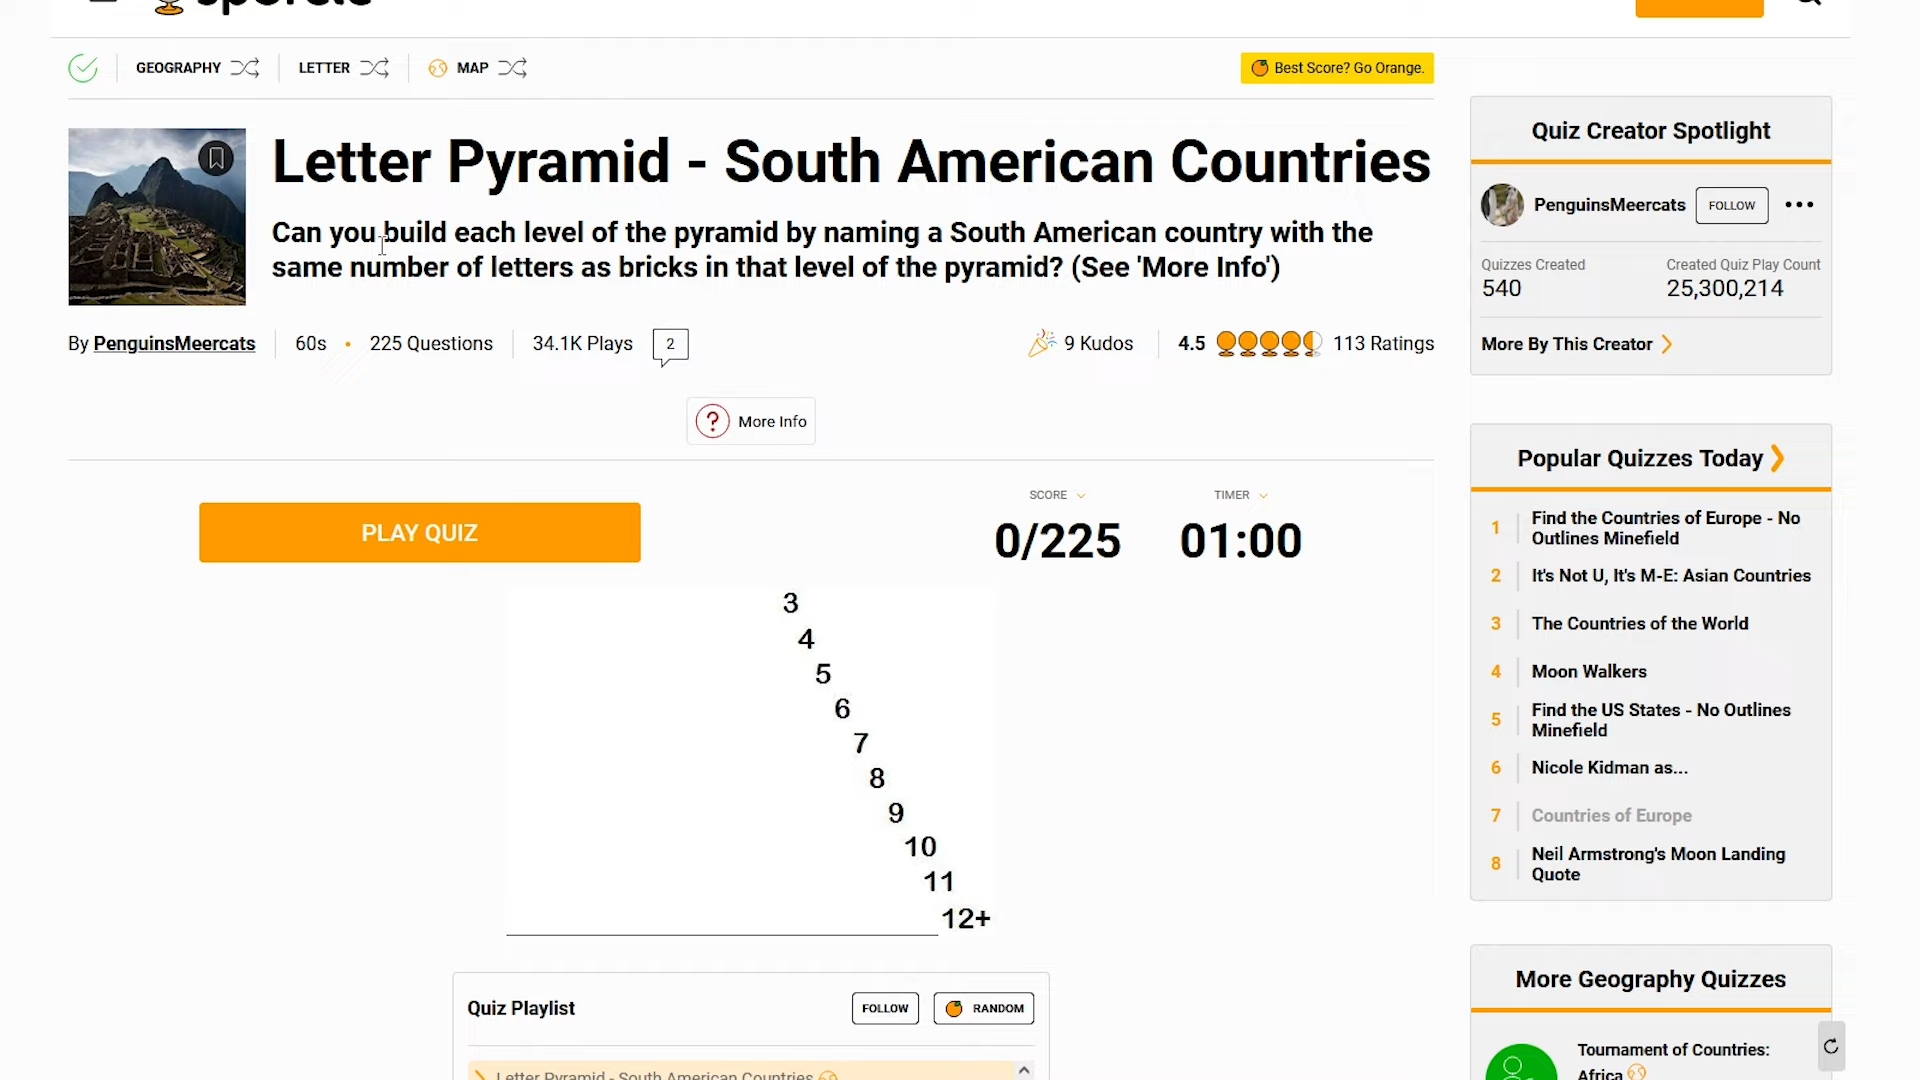 sporcle
GEOGRAPHY
LETTER
MAP
Best Score? Go Orange.
Letter Pyramid - South American Countries
Can you build each level of the pyramid by naming a South American country with the
same number of letters as bricks in that level of the pyramid? (See 'More Info')
By PenguinsMeercats
60s • 225 Questions
34.1K Plays
2
9 Kudos
4.5
113 Ratings
? More Info
PLAY QUIZ
SCORE
0/225
TIMER
01:00
3
4
5
6
7
8
9
10
11
12+
Quiz Playlist
FOLLOW
RANDOM
Letter Pyramid - South American Countries
Quiz Creator Spotlight
PenguinsMeercats
FOLLOW
Quizzes Created
540
Created Quiz Play Count
25,300,214
More By This Creator
Popular Quizzes Today
1 Find the Countries of Europe - No
Outlines Minefield
2 It's Not U, It's M-E: Asian Countries
3 The Countries of the World
4 Moon Walkers
5 Find the US States - No Outlines
Minefield
6 Nicole Kidman as...
7 Countries of Europe
8 Neil Armstrong's Moon Landing
Quote
More Geography Quizzes
Tournament of Countries:
Africa